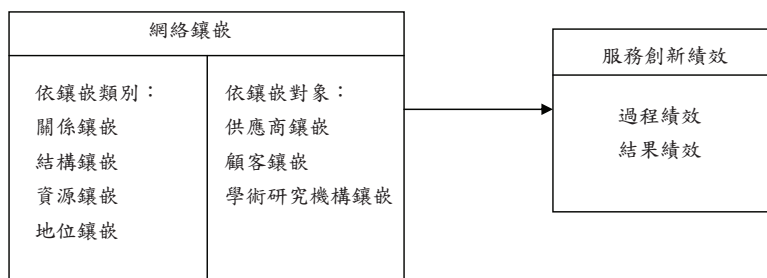 網絡鑲嵌
依鑲嵌類別：
關係鑲嵌
結構鑲嵌
資源鑲嵌
地位鑲嵌
依鑲嵌對象：
供應商鑲嵌
顧客鑲嵌
學術研究機構鑲嵌
服務創新績效
過程績效
結果績效